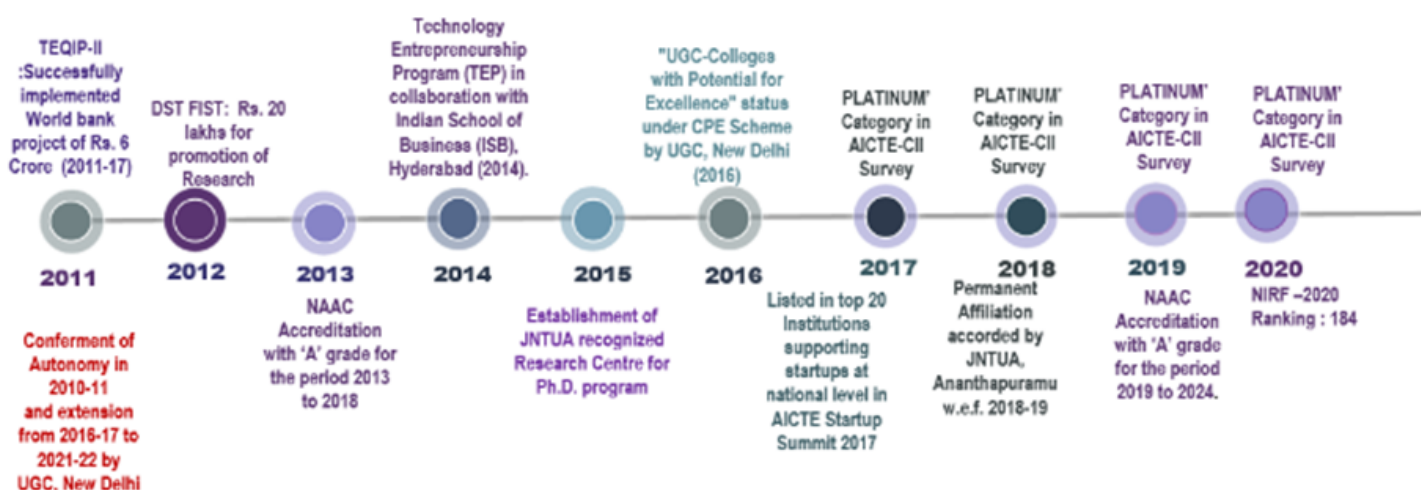 TEQIP-II
:Successfully
implemented
World bank
project of Rs. 6
Crore (2011-17)
2011
Conferment of
Autonomy in
2010-11
and extension
from 2016-17 to
2021-22 by
UGC, New Delhi
DST FIST: Rs. 20
lakhs for
promotion of
Research
2012
2013
NAAC
Accreditation
with ‘A’ grade for
the period 2013
to 2018
Technology
Entrepreneurship
Program (TEP) in
collaboration with
Indian School of
Business (ISB),
Hyderabad (2014).
2014
2015
Establishment of
JNTUA recognized
Research Centre for
Ph.D. program
"UGC-Colleges
with Potential for
Excellence" status
under CPE Scheme
by UGC, New Delhi
(2016)
2016
PLATINUM’
Category in
AICTE-CII
Survey
2017
Listed in top 20
Institutions
supporting
startups at
national level in
AICTE Startup
Summit 2017
PLATINUM’
Category in
AICTE-CII
Survey
2018
Permanent
Affiliation
accorded by
JNTUA,
Ananthapuramu
w.e.f. 2018-19
PLATINUM’
Category in
AICTE-CII
Survey
2019
NAAC
Accreditation
with ‘A’ grade
for the period
2019 to 2024.
PLATINUM’
Category in
AICTE-CII
Survey
2020
NIRF –2020
Ranking : 184